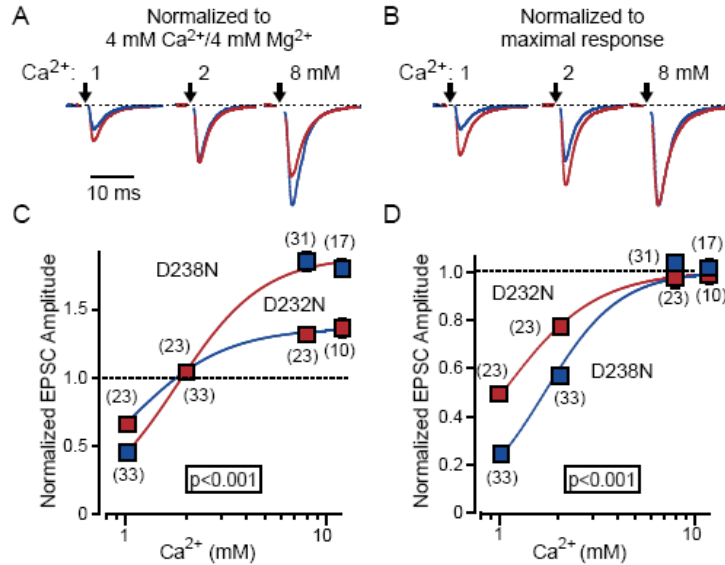 A
Normalized to
4 mM Ca²⁺/4 mM Mg²⁺
Ca²⁺: 1 2 8 mM
10 ms
B
Normalized to
maximal response
Ca²⁺: 1 2 8 mM
C
Normalized EPSC Amplitude
1.5
1.0
0.5
0
D238N
(31)
(17)
D232N
(23)
(23)
(23)
(10)
(33)
(33)
p<0.001
1
10
Ca²⁺ (mM)
D
Normalized EPSC Amplitude
1.0
0.8
0.6
0.4
0.2
0
(17)
(31)
D232N
(23)
(10)
(23)
(23)
D238N
(33)
(33)
p<0.001
1
10
Ca²⁺ (mM)